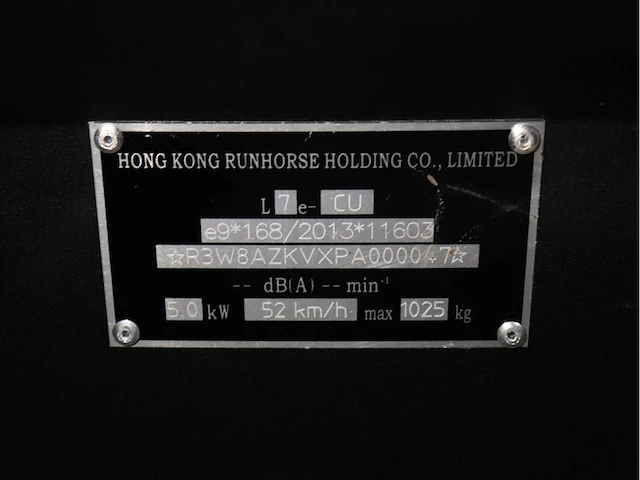 HONG KONG RUNHORSE HOLDING CO., LIMITED
L 7 e- CU
e9*168/2013*11603
☆R3W8AZKVXPA000047☆
-- dB(A) -- min⁻¹
5.0 kW 52 km/h max 1025 kg